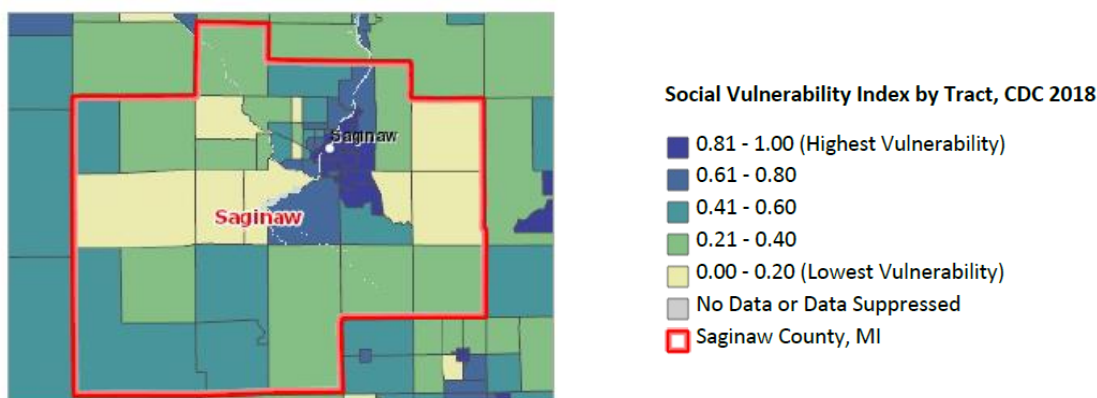 Saginaw
Saginaw
Social Vulnerability Index by Tract, CDC 2018
0.81 - 1.00 (Highest Vulnerability)
0.61 - 0.80
0.41 - 0.60
0.21 - 0.40
0.00 - 0.20 (Lowest Vulnerability)
No Data or Data Suppressed
Saginaw County, MI